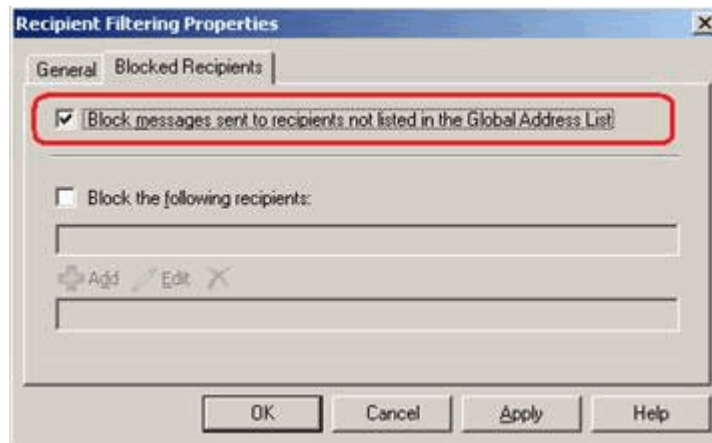 Recipient Filtering Properties
General Blocked Recipients
Block messages sent to recipients not listed in the Global Address List
Block the following recipients:
Add Edit
OK Cancel Apply Help